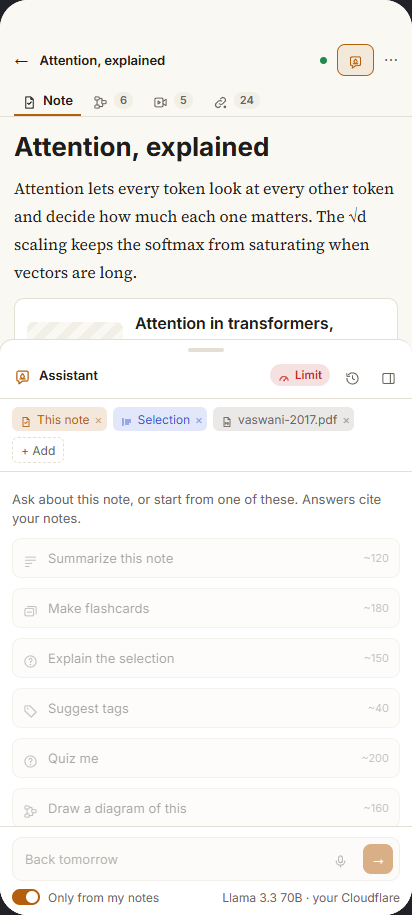 ← Attention, explained ...
Note 6 5 24
Attention, explained
Attention lets every token look at every other token
and decide how much each one matters. The √d
scaling keeps the softmax from saturating when
vectors are long.
Attention in transformers,
Assistant Limit
This note × Selection × vaswani-2017.pdf ×
+ Add
Ask about this note, or start from one of these. Answers cite
your notes.
Summarize this note ~120
Make flashcards ~180
Explain the selection ~150
Suggest tags ~40
Quiz me ~200
Draw a diagram of this ~160
Back tomorrow →
Only from my notes Llama 3.3 70B · your Cloudflare